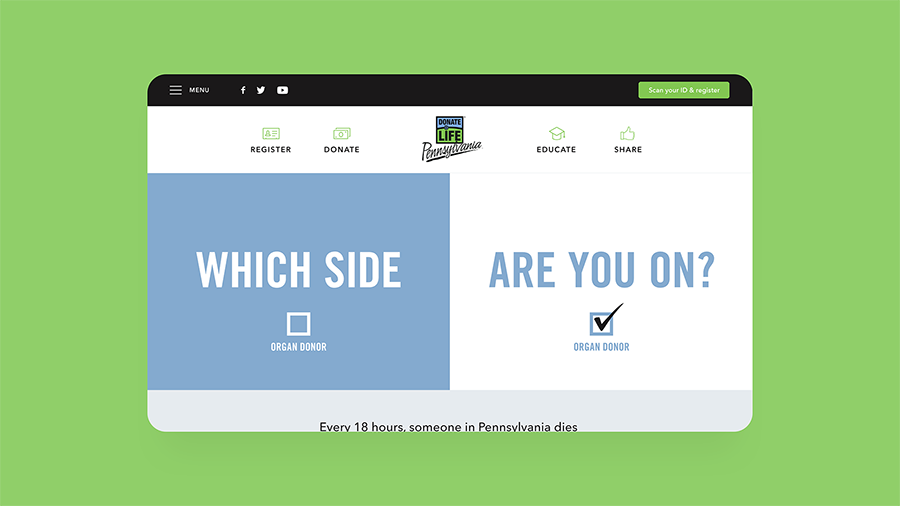 MENU
Scan your ID & register
REGISTER
DONATE
DONATE
LIFE
Pennsylvania
EDUCATE
SHARE
WHICH SIDE
ORGAN DONOR
ARE YOU ON?
ORGAN DONOR
Every 18 hours, someone in Pennsylvania dies